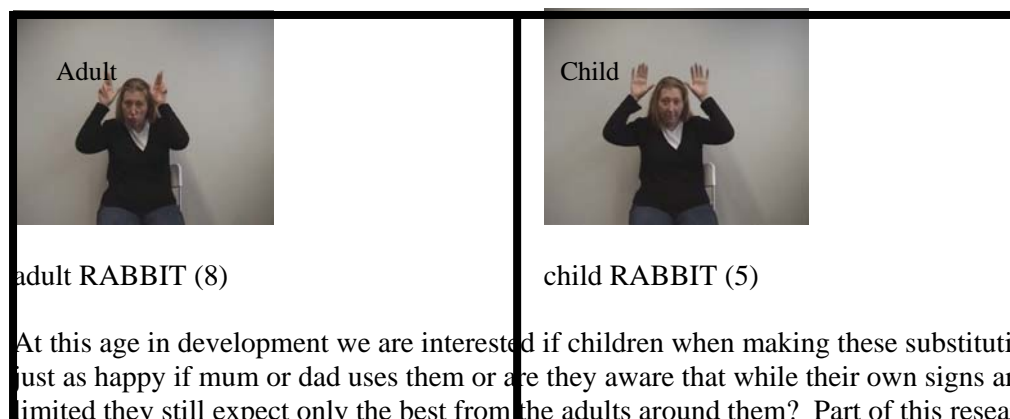 Adult
Child
adult RABBIT (8)
child RABBIT (5)
At this age in development we are interested if children when making these substituti
just as happy if mum or dad uses them or are they aware that while their own signs ar
limited they still expect only the best from the adults around them? Part of this resea